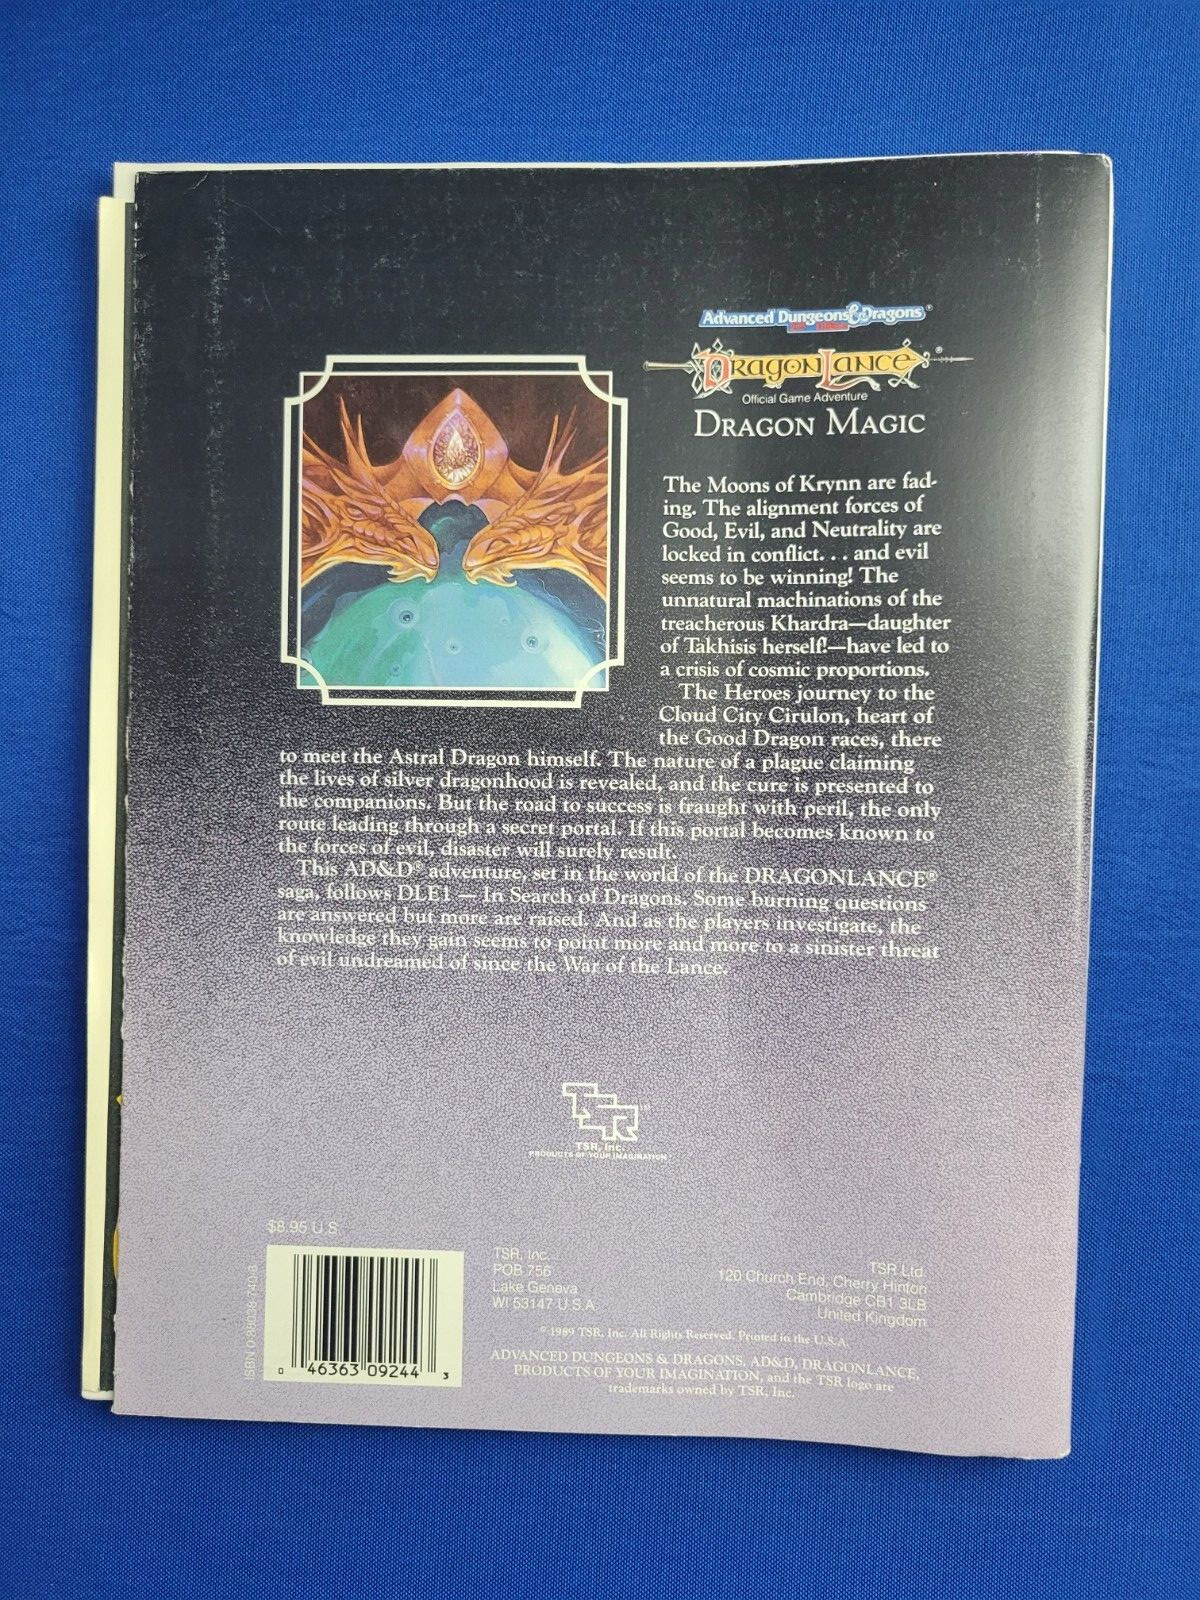 Advanced Dungeons & Dragons®
DRAGONLANCE®
Official Game Adventure
DRAGON MAGIC
The Moons of Krynn are fad-
ing. The alignment forces of
Good, Evil, and Neutrality are
locked in conflict. . . and evil
seems to be winning! The
unnatural machinations of the
treacherous Khardra—daughter
of Takhisis herself!—have led to
a crisis of cosmic proportions.
The Heroes journey to the
Cloud City Cirulon, heart of
the Good Dragon races, there
to meet the Astral Dragon himself. The nature of a plague claiming
the lives of silver dragonhood is revealed, and the cure is presented to
the companions. But the road to success is fraught with peril, the only
route leading through a secret portal. If this portal becomes known to
the forces of evil, disaster will surely result.
This AD&D® adventure, set in the world of the DRAGONLANCE®
saga, follows DLE1 — In Search of Dragons. Some burning questions
are answered but more are raised. And as the players investigate, the
knowledge they gain seems to point more and more to a sinister threat
of evil undreamed of since the War of the Lance.
TSR
TSR, Inc.
PRODUCTS OF YOUR IMAGINATION
$8.95 U.S
ISBN 0-88038-740-8
0 46363 09244 3
TSR, Inc.
POB 756
Lake Geneva
WI 53147 U.S.A.
TSR Ltd.
120 Church End, Cherry Hinton
Cambridge CB1 3LB
United Kingdom
© 1989 TSR, Inc. All Rights Reserved. Printed in the U.S.A.
ADVANCED DUNGEONS & DRAGONS, AD&D, DRAGONLANCE,
PRODUCTS OF YOUR IMAGINATION, and the TSR logo are
trademarks owned by TSR, Inc.